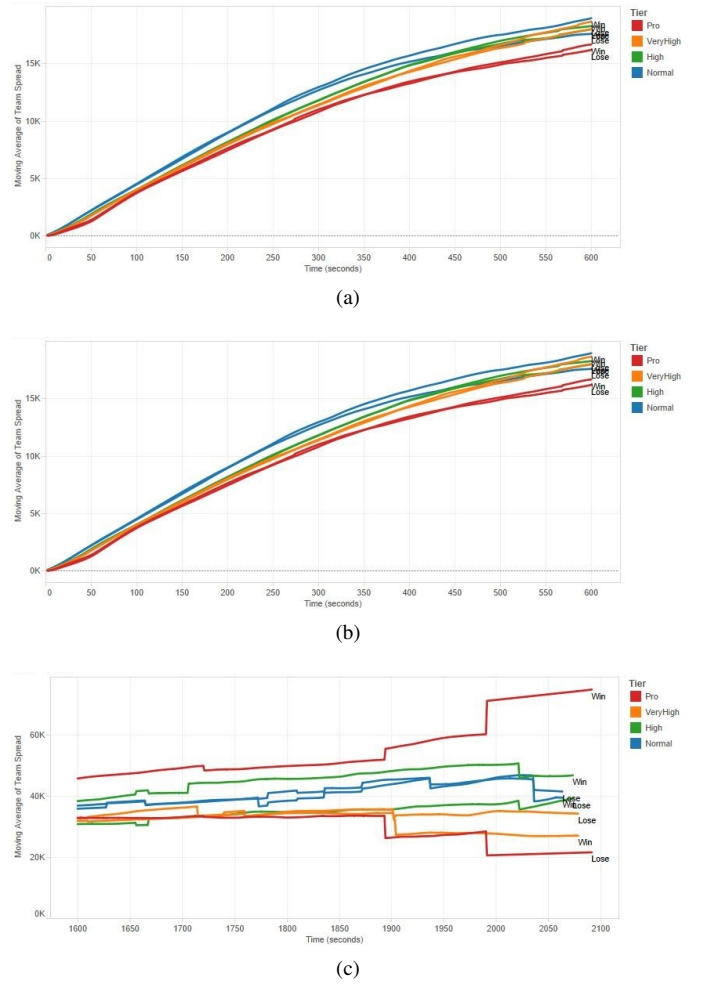 Tier
Pro
VeryHigh
High
Normal
Moving Average of Team Spread
15K
10K
5K
0K
Win
Lose
Win
Lose
0 50 100 150 200 250 300 350 400 450 500 550 600
Time (seconds)
(a)
Tier
Pro
VeryHigh
High
Normal
Moving Average of Team Spread
15K
10K
5K
0K
Win
Lose
Win
Lose
0 50 100 150 200 250 300 350 400 450 500 550 600
Time (seconds)
(b)
Tier
Pro
VeryHigh
High
Normal
Moving Average of Team Spread
60K
40K
20K
0K
Win
Win
Lose
Lose
Win
Lose
1600 1650 1700 1750 1800 1850 1900 1950 2000 2050 2100
Time (seconds)
(c)